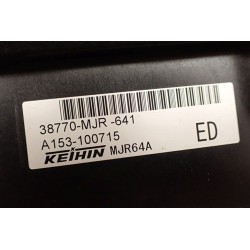 38770-MJR -641
A153-100715
KEIHIN MJR64A
ED